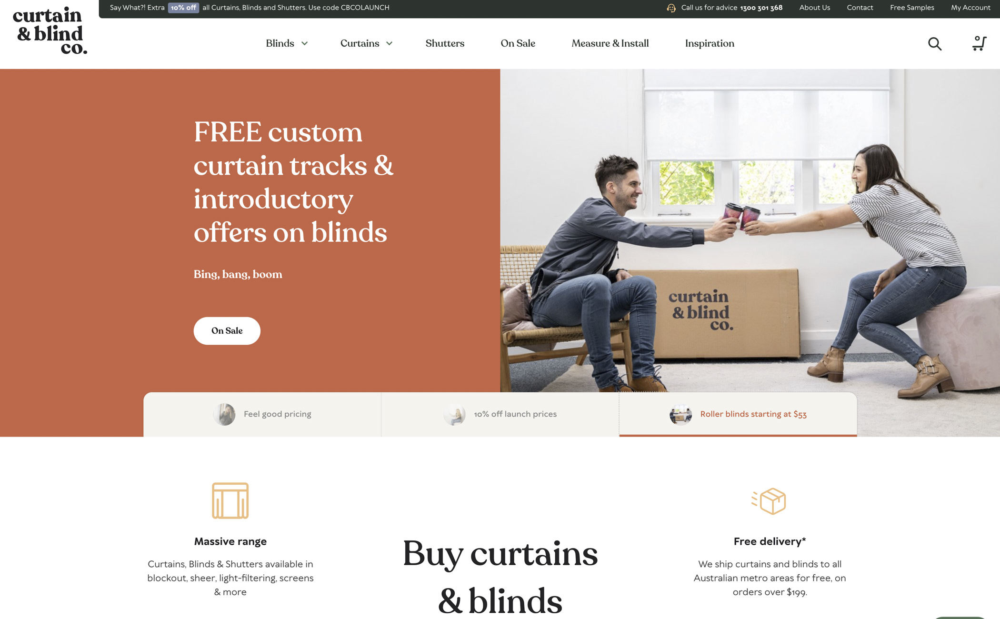 curtain
& blind
co.
Say What?! Extra 10% off all Curtains, Blinds and Shutters. Use code CBCOLAUNCH
Call us for advice 1300 301 368
About Us
Contact
Free Samples
My Account
Blinds
Curtains
Shutters
On Sale
Measure & Install
Inspiration
0
FREE custom
curtain tracks &
introductory
offers on blinds
Bing, bang, boom
On Sale
curtain
& blind
co.
Feel good pricing
10% off launch prices
Roller blinds starting at $53
Massive range
Curtains, Blinds & Shutters available in
blockout, sheer, light-filtering, screens
& more
Buy curtains
& blinds
Free delivery*
We ship curtains and blinds to all
Australian metro areas for free, on
orders over $199.